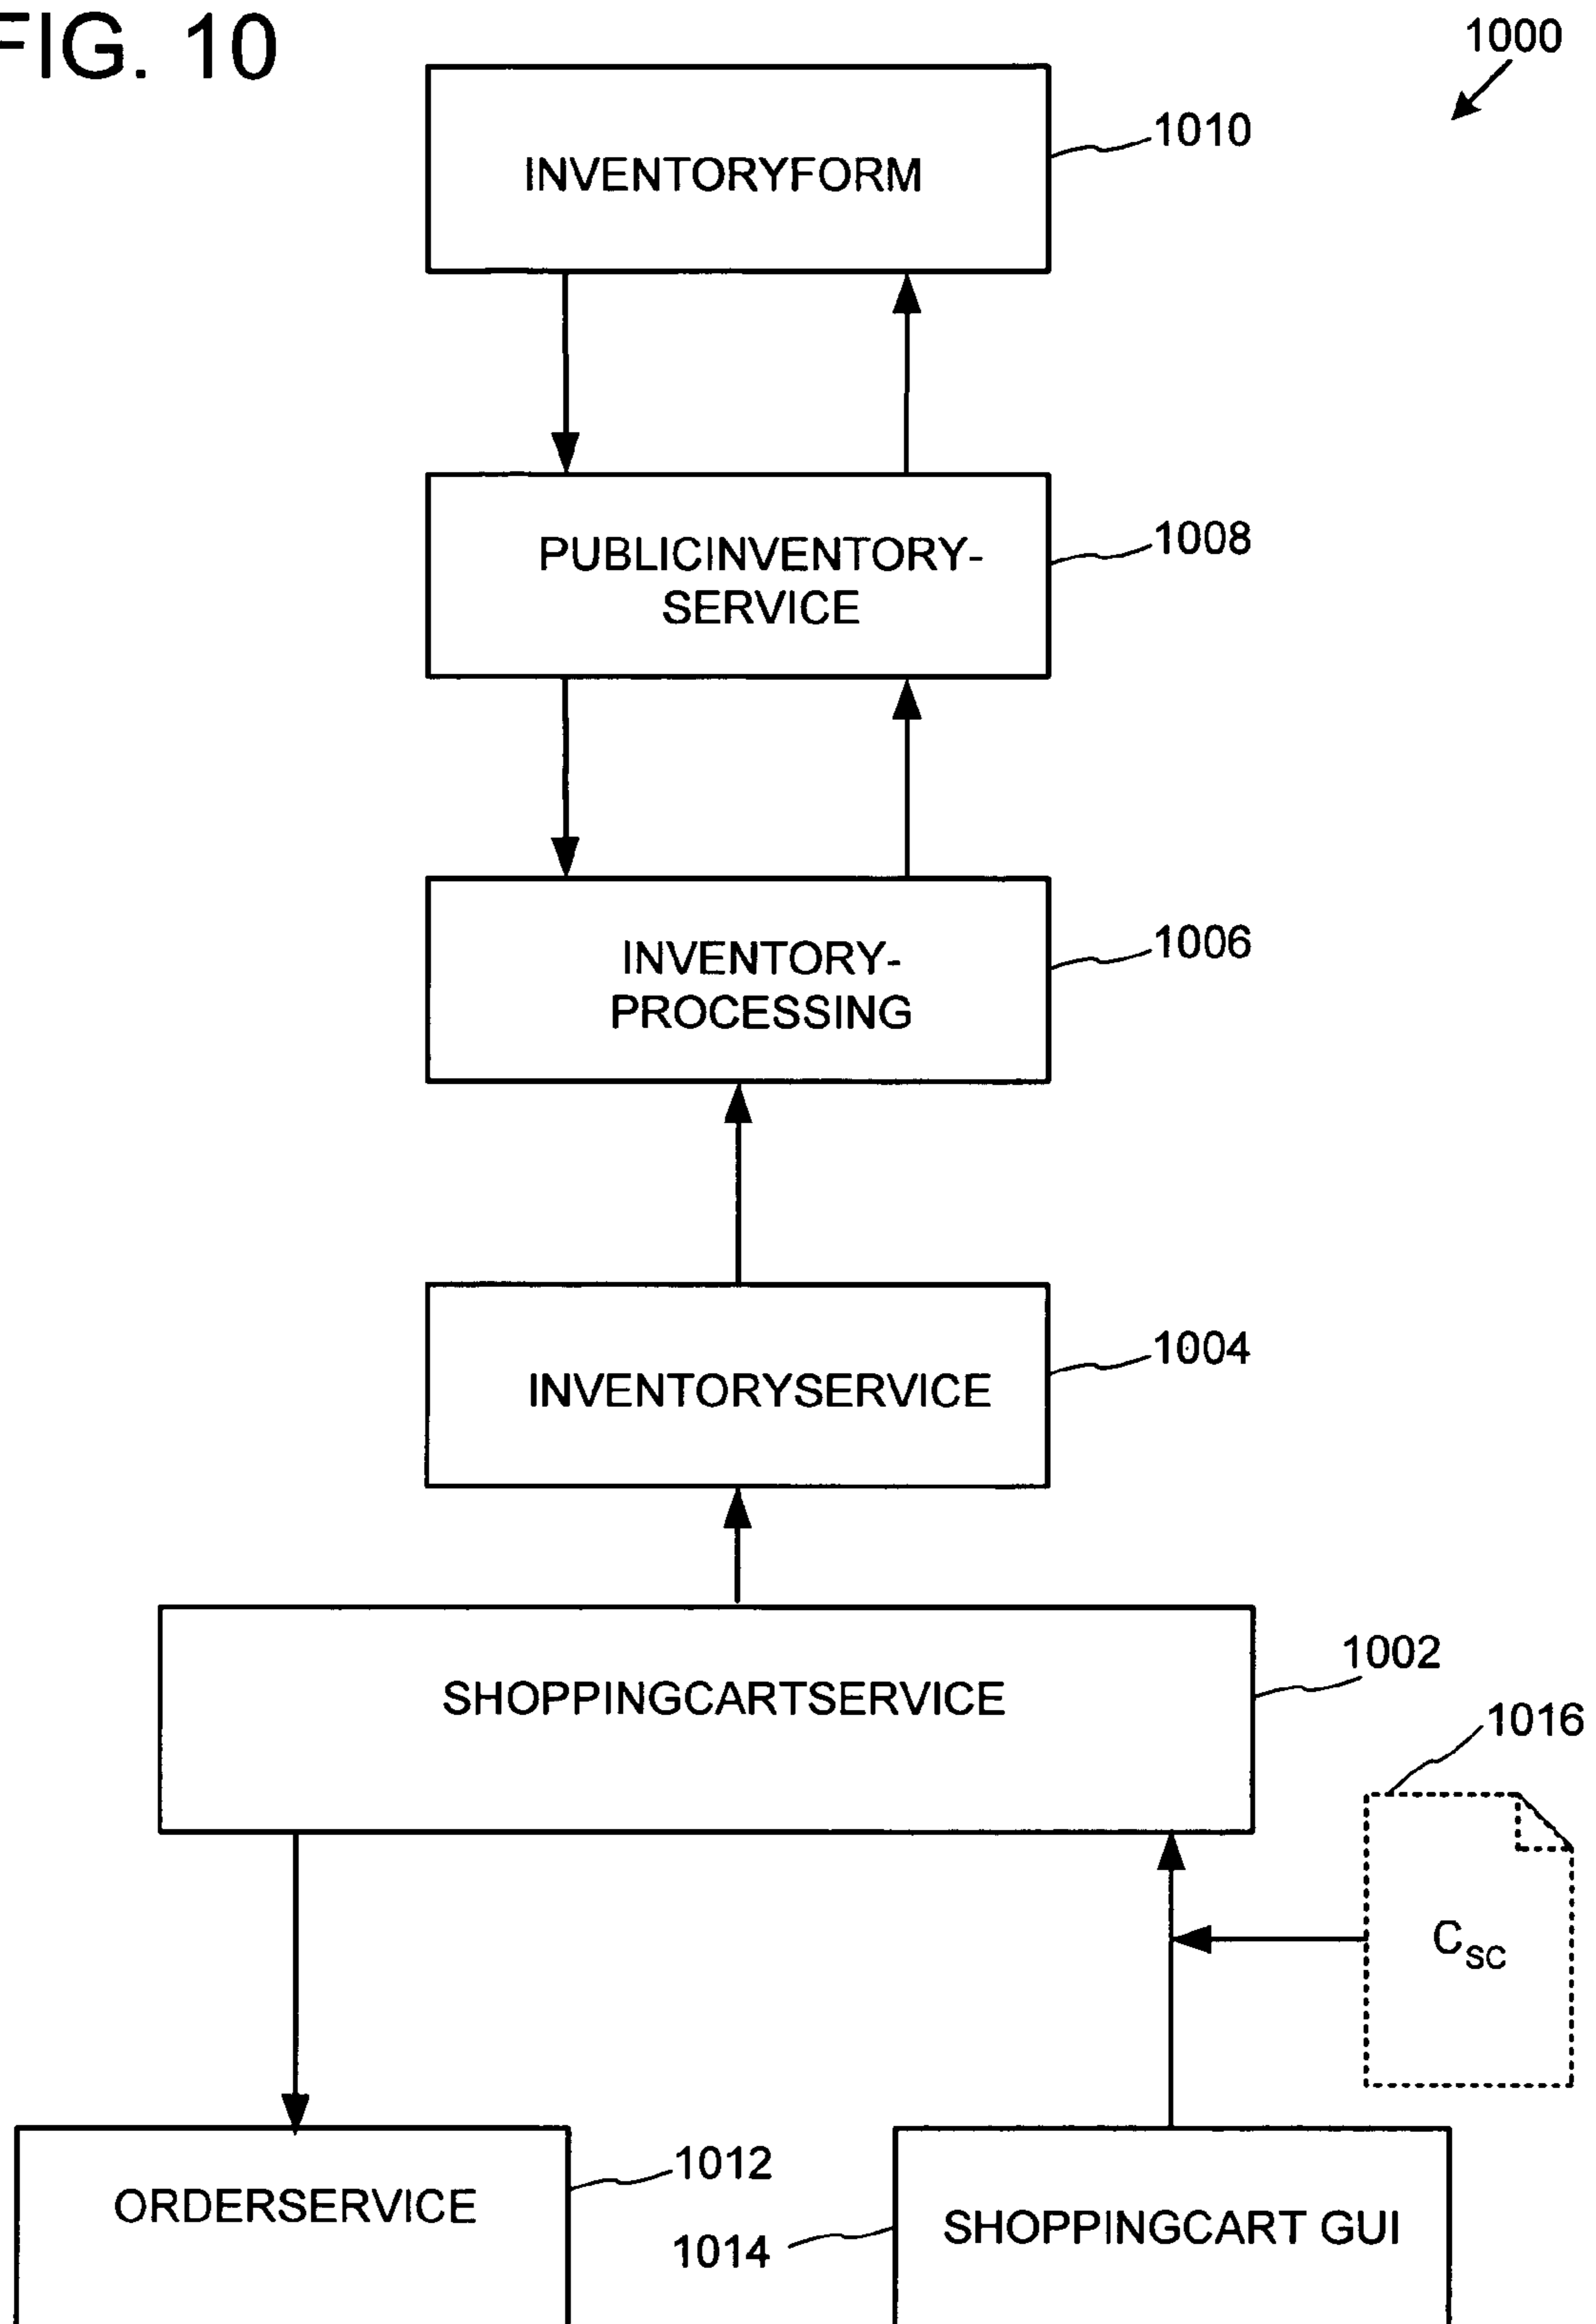 FIG. 10
1000
INVENTORYFORM
1010
PUBLICINVENTORY-
SERVICE
1008
INVENTORY-
PROCESSING
1006
INVENTORYSERVICE
1004
SHOPPINGCARTSERVICE
1002
1016
CSC
ORDERSERVICE
1012
1014
SHOPPINGCART GUI